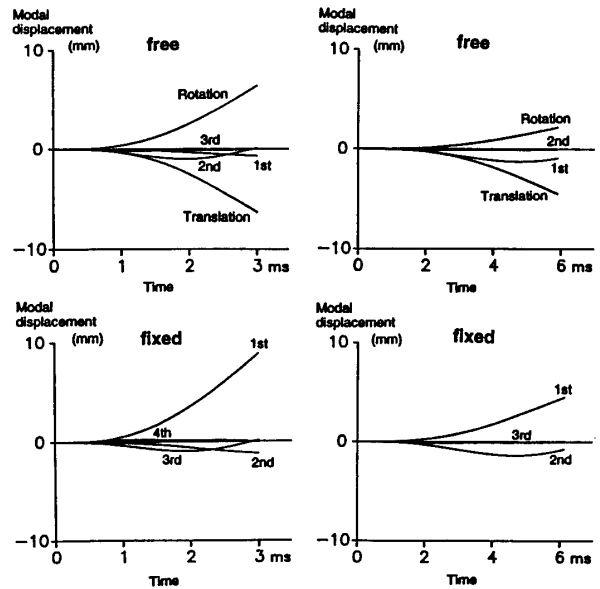 Modal
displacement
(mm)
free
10
0
−10
Rotation
3rd
2nd
1st
Translation
0
1
2
3 ms
Time
Modal
displacement
(mm)
free
10
0
−10
Rotation
2nd
1st
Translation
0
2
4
6 ms
Time
Modal
displacement
(mm)
fixed
10
0
−10
1st
4th
3rd
2nd
0
1
2
3 ms
Time
Modal
displacement
(mm)
fixed
10
0
−10
1st
3rd
2nd
0
2
4
6 ms
Time